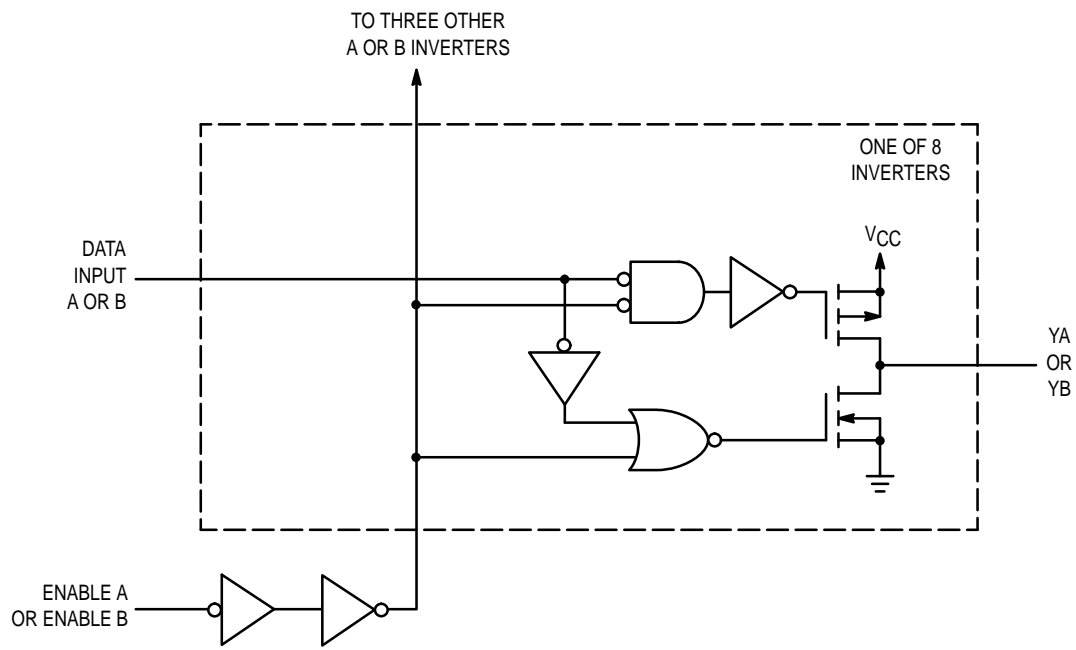 TO THREE OTHER
A OR B INVERTERS
ONE OF 8
INVERTERS
DATA
INPUT
A OR B
VCC
YA
OR
YB
ENABLE A
OR ENABLE B